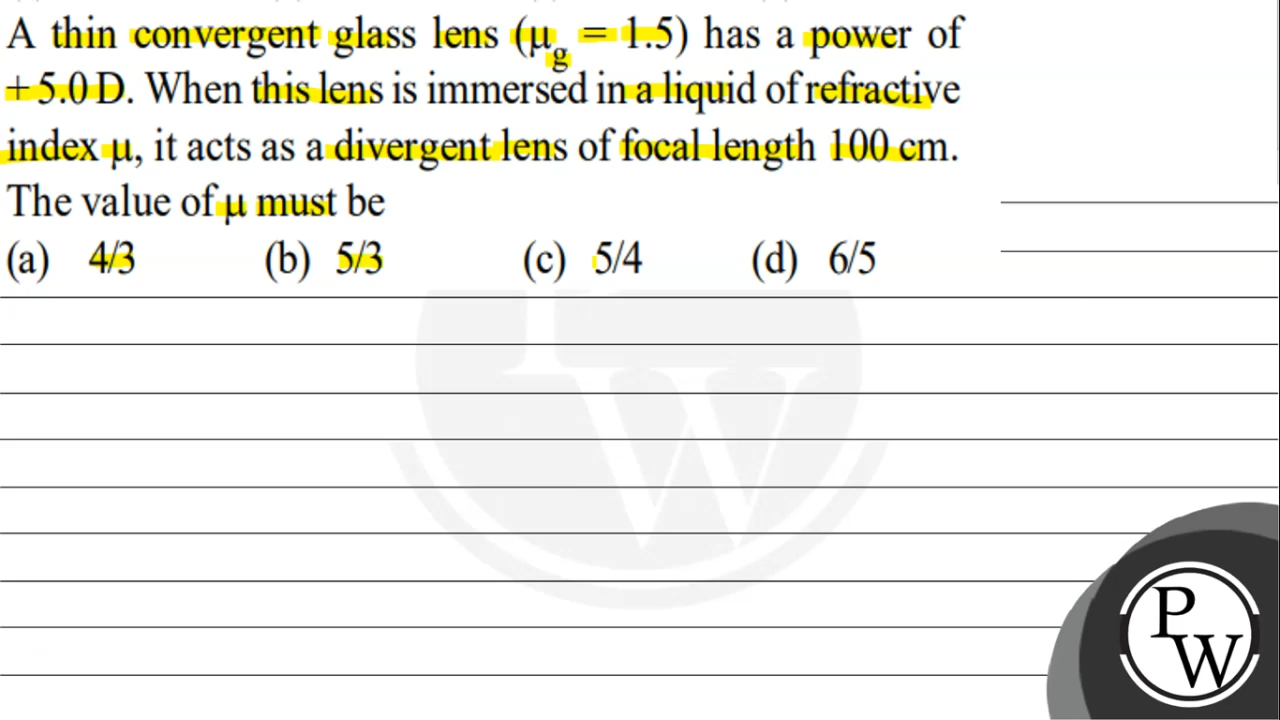 A thin convergent glass lens (μg = 1.5) has a power of
+5.0 D. When this lens is immersed in a liquid of refractive
index μ, it acts as a divergent lens of focal length 100 cm.
The value of μ must be
(a) 4/3 (b) 5/3 (c) 5/4 (d) 6/5
W
P
W